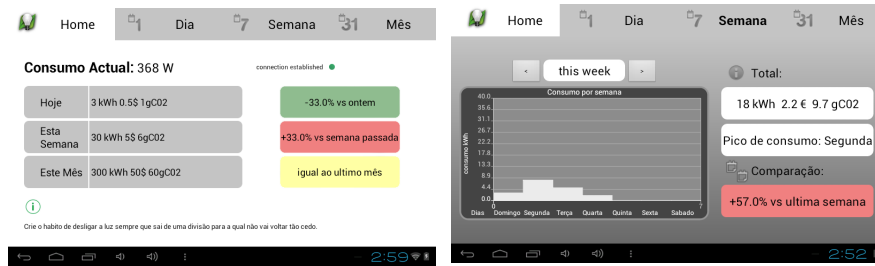 Home
1
Dia
7
Semana
31
Mês
Consumo Actual: 368 W
connection established
Hoje
3 kWh 0.5$ 1gC02
-33.0% vs ontem
Esta
Semana
30 kWh 5$ 6gC02
+33.0% vs semana passada
Este Mês
300 kWh 50$ 60gC02
igual ao ultimo mês
i
Crie o habito de desligar a luz sempre que sai de uma divisão para a qual não vai voltar tão cedo.
2:59
Home
1
Dia
7
Semana
31
Mês
<
this week
>
Consumo por semana
consumo kWh
40.0
35.6
31.1
26.7
22.2
17.8
13.3
8.9
4.4
0.0
0
7
Dias
Domingo
Segunda
Terça
Quarta
Quinta
Sexta
Sabado
i
Total:
18 kWh 2.2 € 9.7 gC02
Pico de consumo: Segunda
Comparação:
+57.0% vs ultima semana
2:52